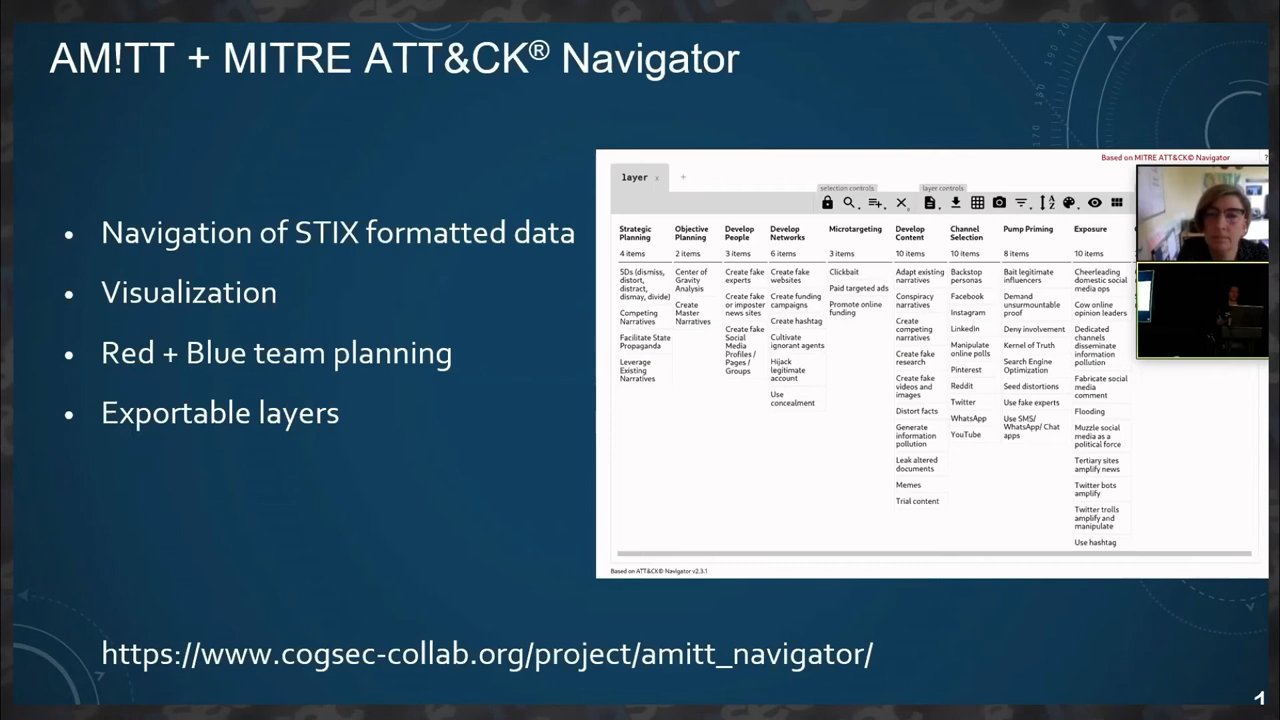 AM!TT + MITRE ATT&CK® Navigator
• Navigation of STIX formatted data
• Visualization
• Red + Blue team planning
• Exportable layers
https://www.cogsec-collab.org/project/amitt_navigator/
1
Based on MITRE ATT&CK© Navigator
?
layer x +
selection controls
layer controls
Strategic
Planning
4 items
5Ds (dismiss,
distort,
distract,
dismay, divide)
Competing
Narratives
Facilitate State
Propaganda
Leverage
Existing
Narratives
Objective
Planning
2 items
Center of
Gravity
Analysis
Create
Master
Narratives
Develop
People
3 items
Create fake
experts
Create fake
or imposter
news sites
Create fake
Social
Media
Profiles /
Pages /
Groups
Develop
Networks
6 items
Create fake
websites
Create funding
campaigns
Create hashtag
Cultivate
ignorant agents
Hijack
legitimate
account
Use
concealment
Microtargeting
3 items
Clickbait
Paid targeted ads
Promote online
funding
Develop
Content
10 items
Adapt existing
narratives
Conspiracy
narratives
Create
competing
narratives
Create fake
research
Create fake
videos and
images
Distort facts
Generate
information
pollution
Leak altered
documents
Memes
Trial content
Channel
Selection
10 items
Backstop
personas
Facebook
Instagram
LinkedIn
Manipulate
online polls
Pinterest
Reddit
Twitter
WhatsApp
YouTube
Pump Priming
8 items
Bait legitimate
influencers
Demand
unsurmountable
proof
Deny involvement
Kernel of Truth
Search Engine
Optimization
Seed distortions
Use fake experts
Use SMS/
WhatsApp/ Chat
apps
Exposure
10 items
Cheerleading
domestic social
media ops
Cow online
opinion leaders
Dedicated
channels
disseminate
information
pollution
Fabricate social
media
comment
Flooding
Muzzle social
media as a
political force
Tertiary sites
amplify news
Twitter bots
amplify
Twitter trolls
amplify and
manipulate
Use hashtag
Based on ATT&CK© Navigator v2.3.1